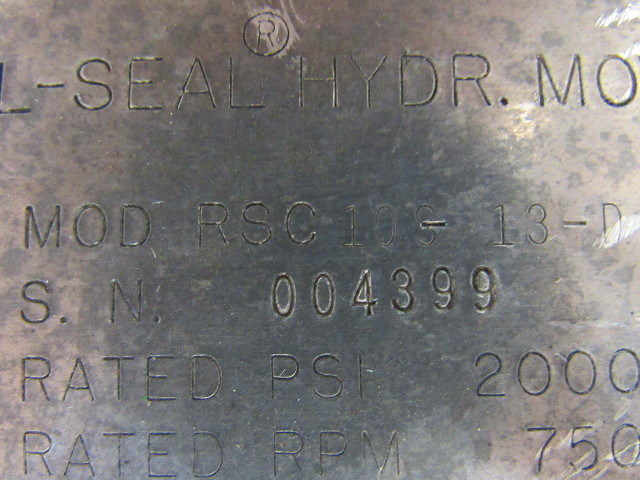 L-SEAL® HYDR. MO
MOD RSC 10S- 13-D
S. N. 004399
RATED PSI 2000
RATED RPM 750